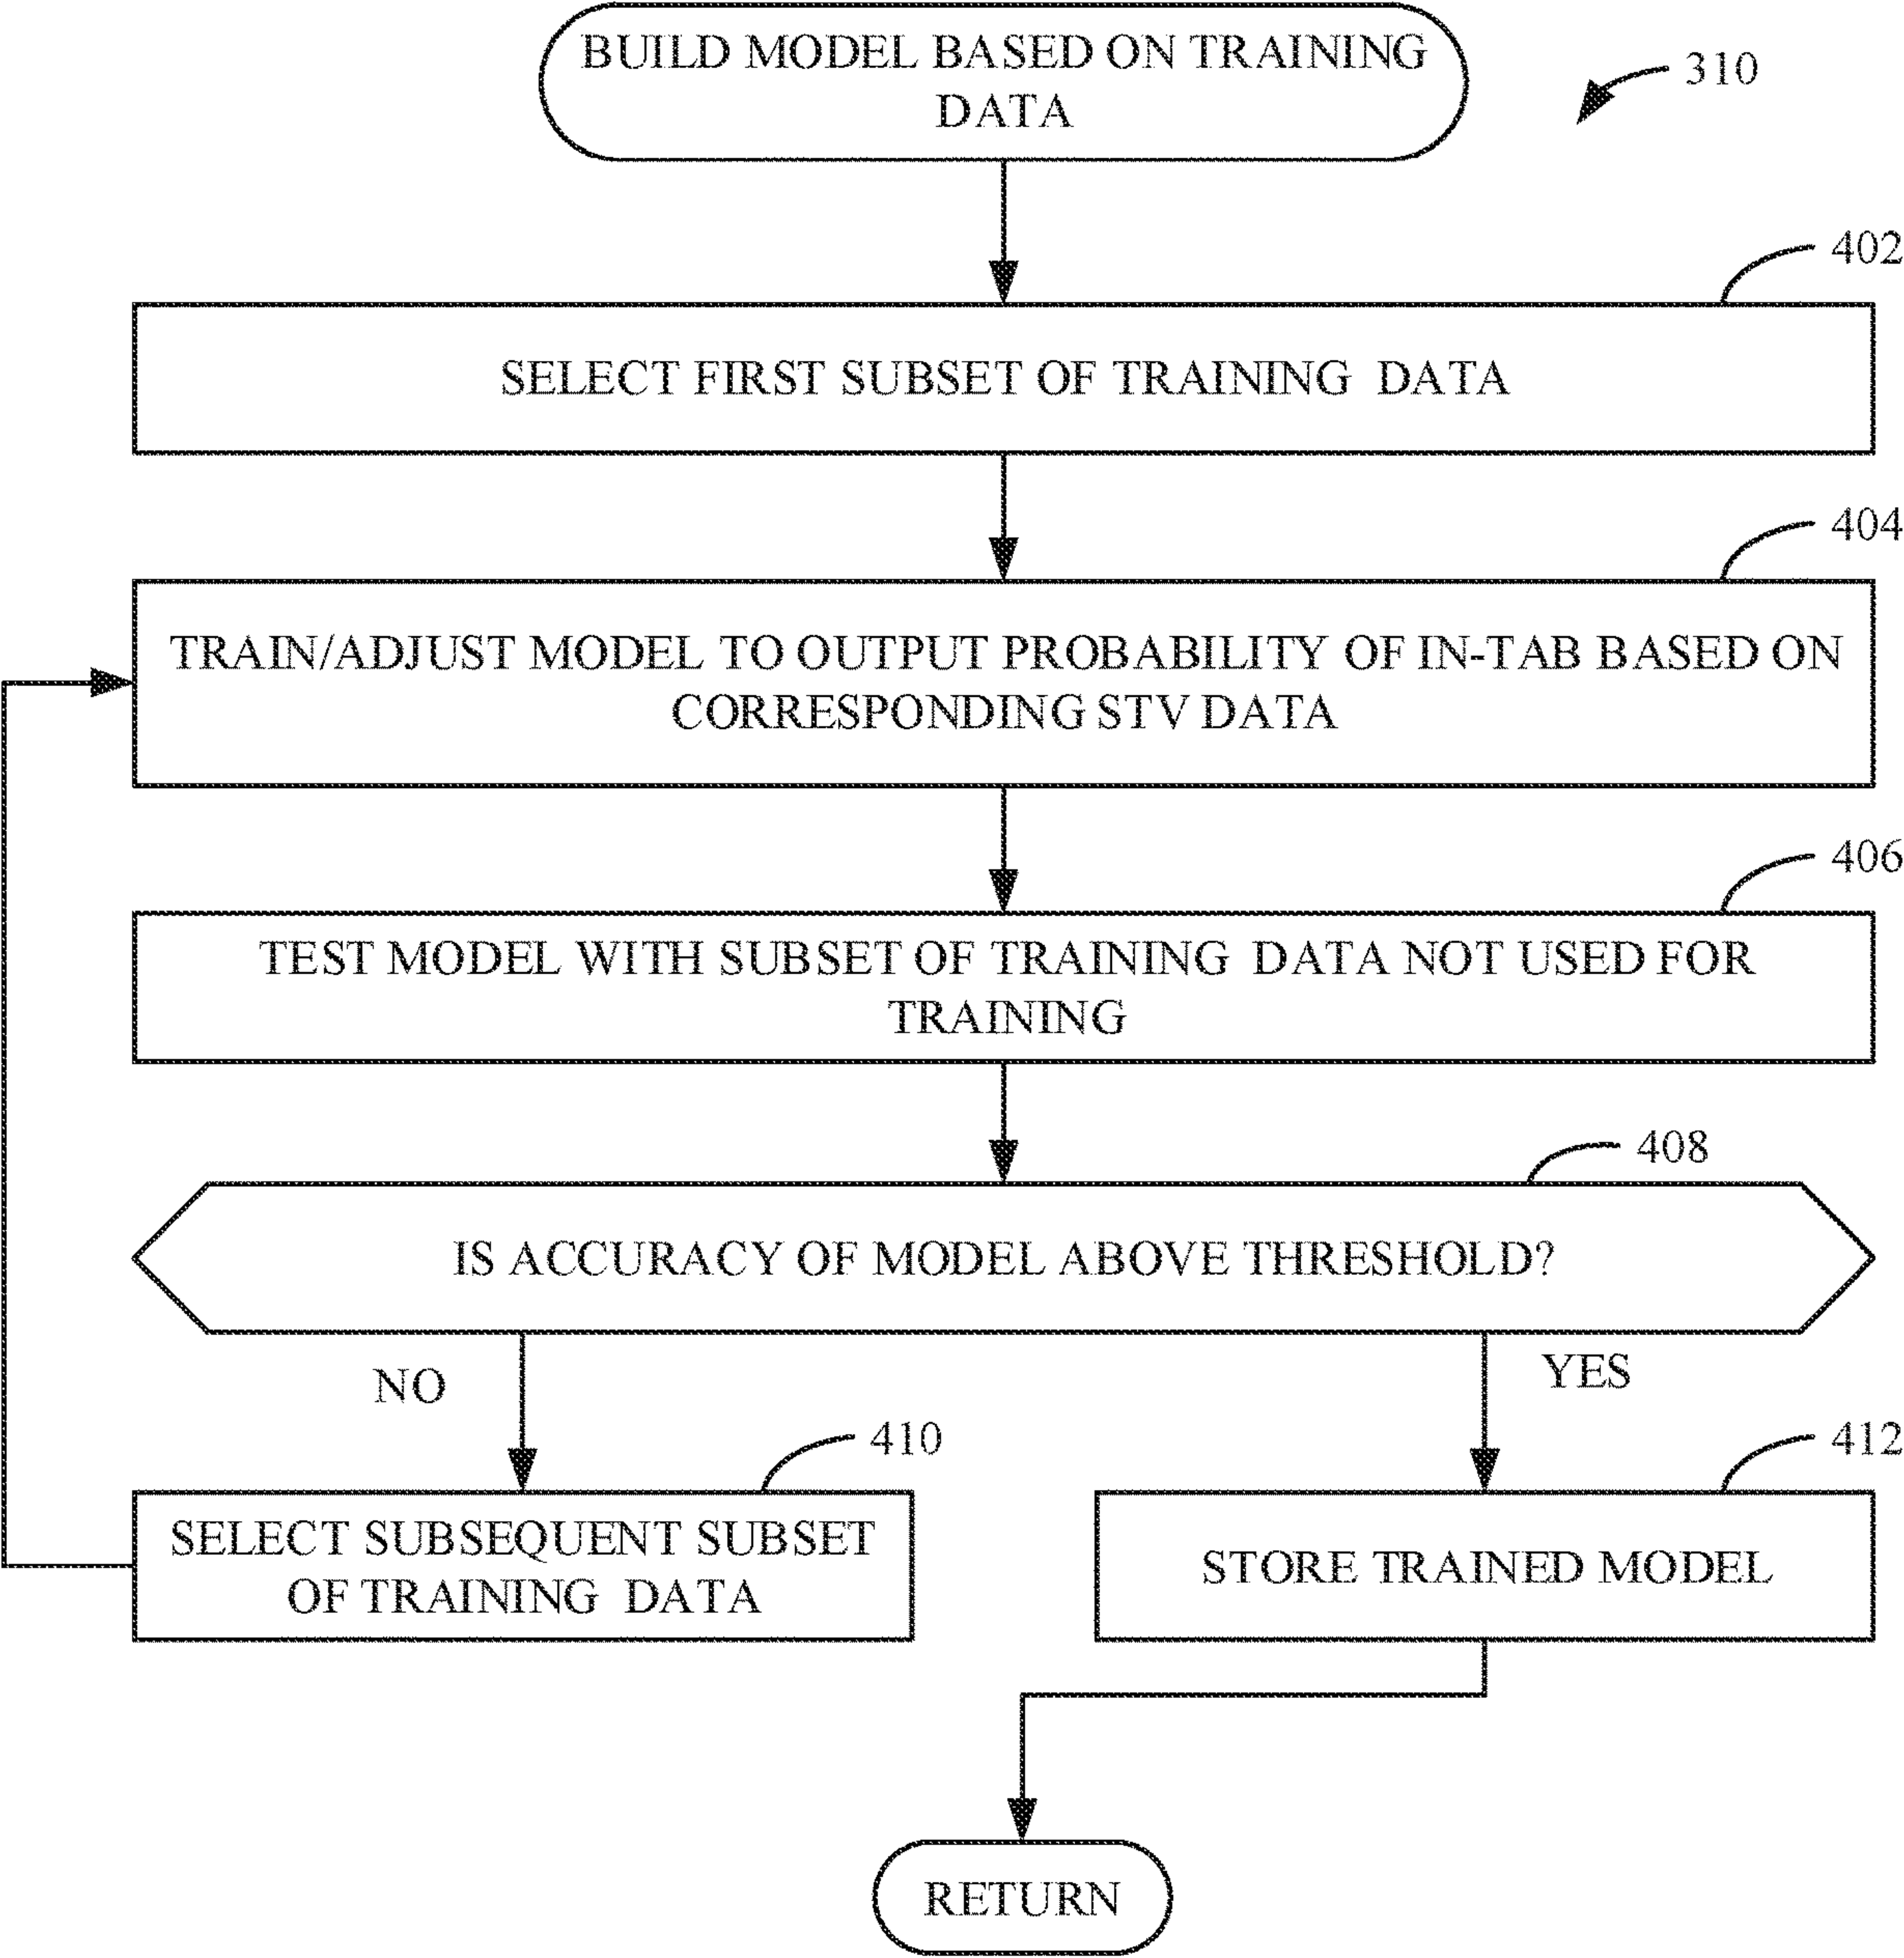 BUILD MODEL BASED ON TRAINING
DATA
310
402
SELECT FIRST SUBSET OF TRAINING DATA
404
TRAIN/ADJUST MODEL TO OUTPUT PROBABILITY OF IN-TAB BASED ON
CORRESPONDING STV DATA
406
TEST MODEL WITH SUBSET OF TRAINING DATA NOT USED FOR
TRAINING
408
IS ACCURACY OF MODEL ABOVE THRESHOLD?
NO
YES
410
412
SELECT SUBSEQUENT SUBSET
OF TRAINING DATA
STORE TRAINED MODEL
RETURN